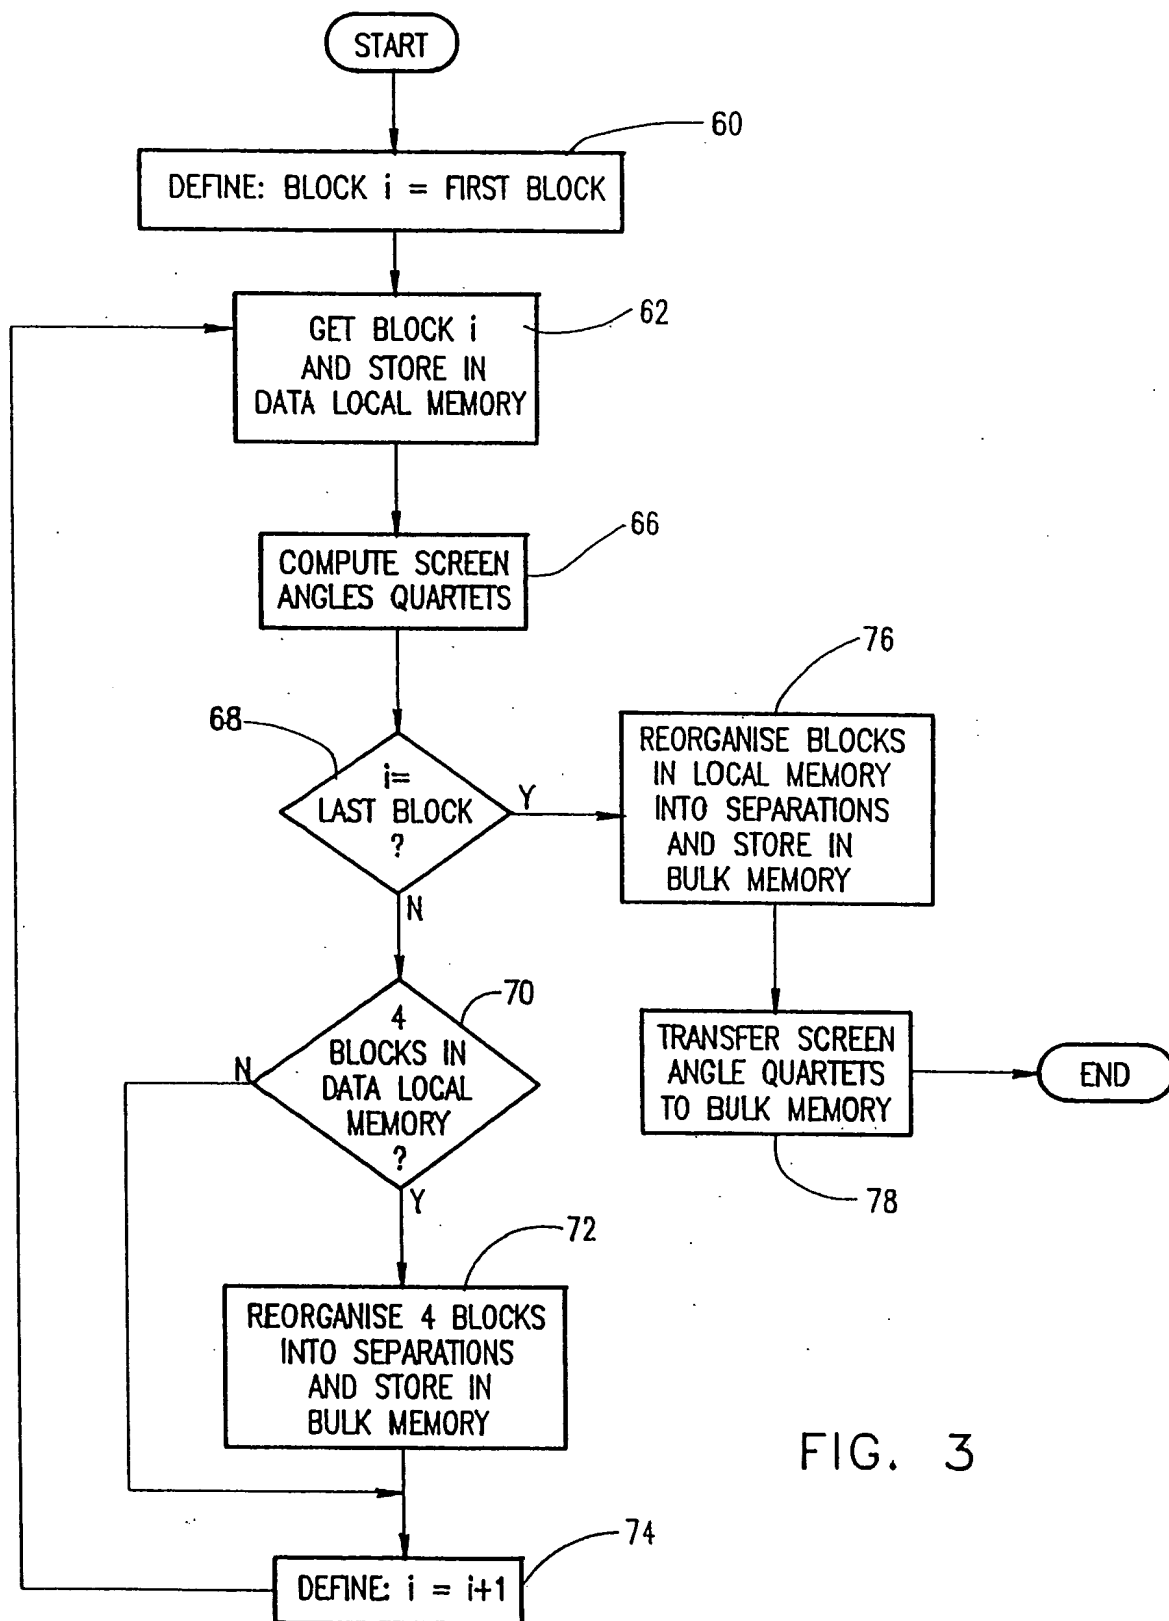 START
60
DEFINE: BLOCK i = FIRST BLOCK
62
GET BLOCK i
AND STORE IN
DATA LOCAL MEMORY
66
COMPUTE SCREEN
ANGLES QUARTETS
68
i=
LAST BLOCK
?
Y
N
76
REORGANISE BLOCKS
IN LOCAL MEMORY
INTO SEPARATIONS
AND STORE IN
BULK MEMORY
70
4
BLOCKS IN
DATA LOCAL
MEMORY
?
N
Y
TRANSFER SCREEN
ANGLE QUARTETS
TO BULK MEMORY
78
END
72
REORGANISE 4 BLOCKS
INTO SEPARATIONS
AND STORE IN
BULK MEMORY
74
DEFINE: i = i+1
FIG. 3